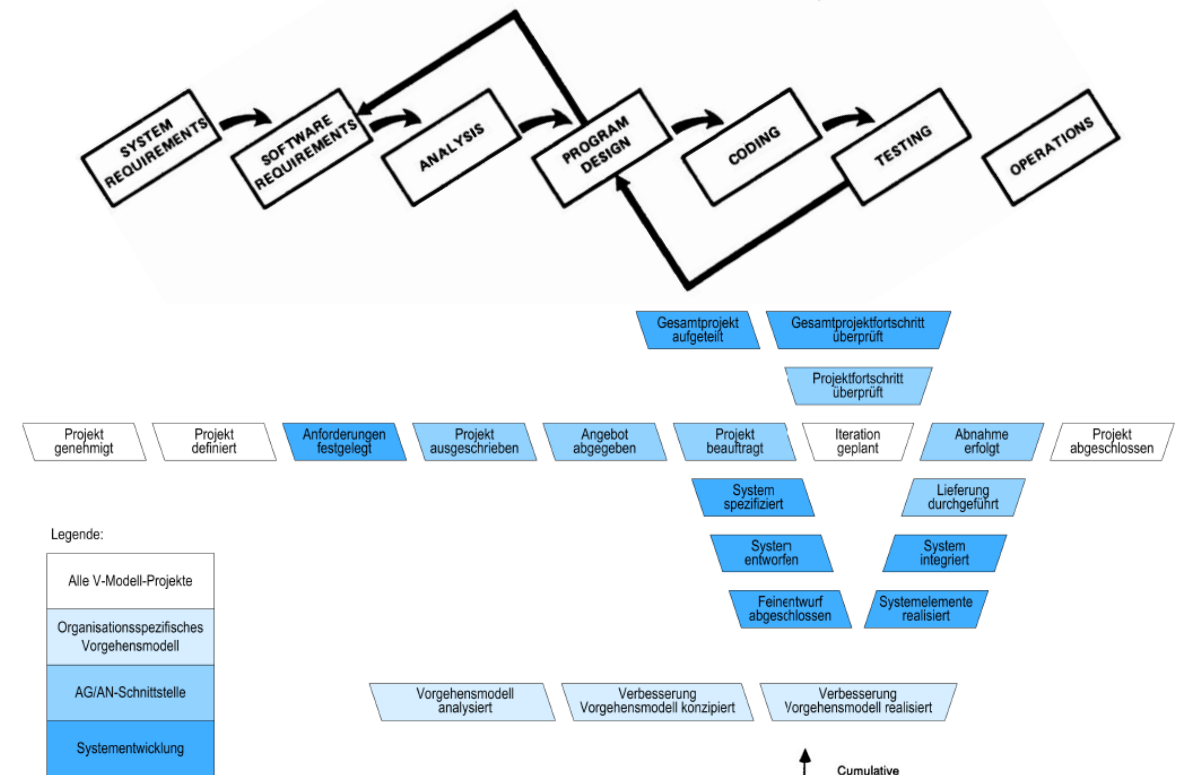 SYSTEM
REQUIREMENTS
SOFTWARE
REQUIREMENTS
ANALYSIS
PROGRAM
DESIGN
CODING
TESTING
OPERATIONS
Gesamtprojekt
aufgeteilt
Gesamtprojektfortschritt
überprüft
Projektfortschritt
überprüft
Projekt
genehmigt
Projekt
definiert
Anforderungen
festgelegt
Projekt
ausgeschrieben
Angebot
abgegeben
Projekt
beauftragt
Iteration
geplant
Abnahme
erfolgt
Projekt
abgeschlossen
System
spezifiziert
Lieferung
durchgeführt
System
entworfen
System
integriert
Feinentwurf
abgeschlossen
Systemelemente
realisiert
Legende:
Alle V-Modell-Projekte
Organisationsspezifisches
Vorgehensmodell
AG/AN-Schnittstelle
Systementwicklung
Vorgehensmodell
analysiert
Verbesserung
Vorgehensmodell konzipiert
Verbesserung
Vorgehensmodell realisiert
Cumulative